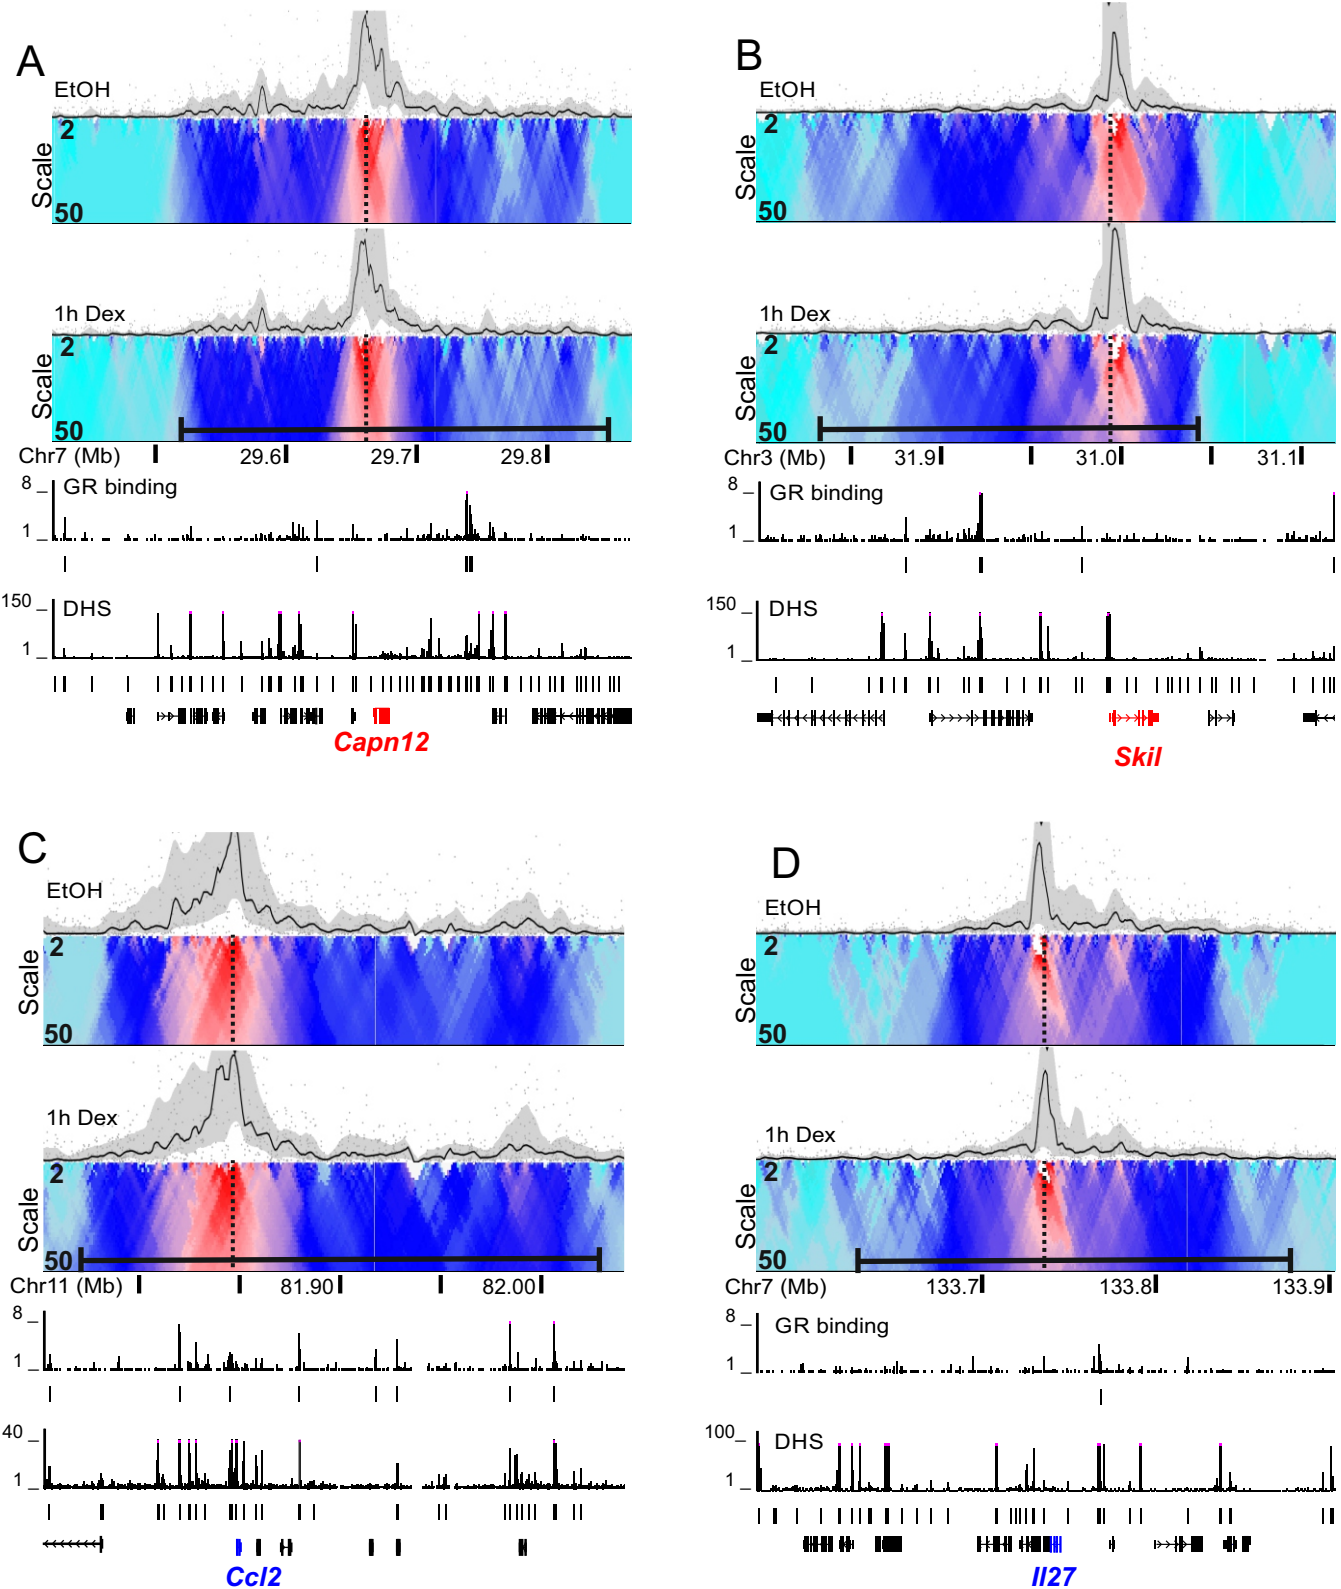 A
EtOH
2
Scale
50
1h Dex
2
Scale
50
Chr7 (Mb)
29.6
29.7
29.8
8
GR binding
1
150
DHS
1
Capn12
B
EtOH
2
Scale
50
1h Dex
2
Scale
50
Chr3 (Mb)
31.9
31.0
31.1
8
GR binding
1
150
DHS
1
Skil
C
EtOH
2
Scale
50
1h Dex
2
Scale
50
Chr11 (Mb)
81.90
82.00
8
1
40
1
Ccl2
D
EtOH
2
Scale
50
1h Dex
2
Scale
50
Chr7 (Mb)
133.7
133.8
133.9
8
GR binding
1
100
DHS
1
Il27